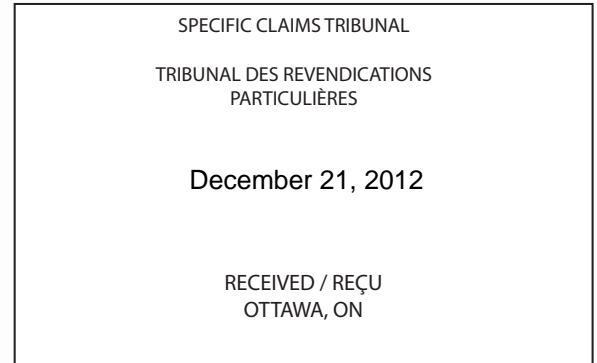 SPECIFIC CLAIMS TRIBUNAL
TRIBUNAL DES REVENDICATIONS
PARTICULIÈRES
December 21, 2012
RECEIVED / REÇU
OTTAWA, ON